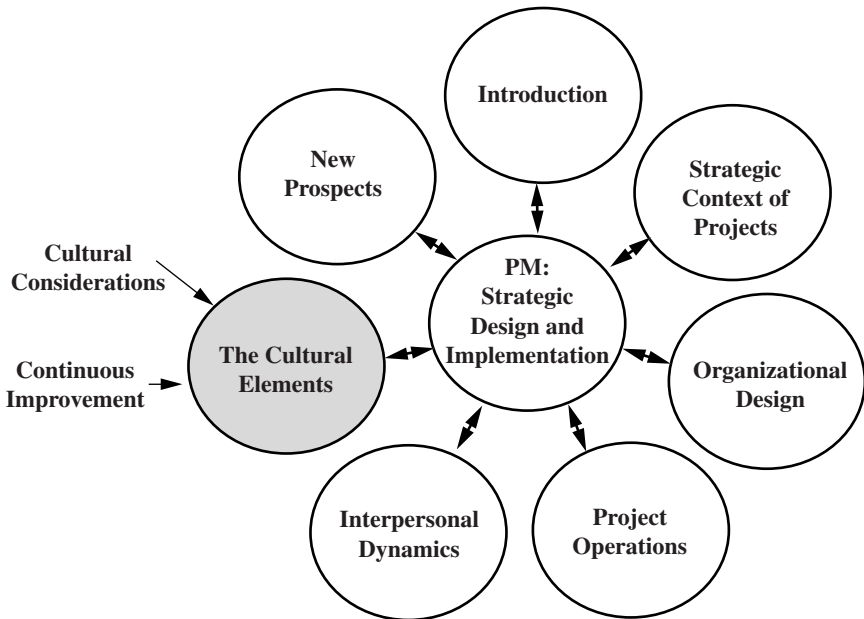 Introduction
New
Prospects
Strategic
Context of
Projects
Cultural
Considerations
PM:
Strategic
Design and
Implementation
The Cultural
Elements
Continuous
Improvement
Organizational
Design
Interpersonal
Dynamics
Project
Operations